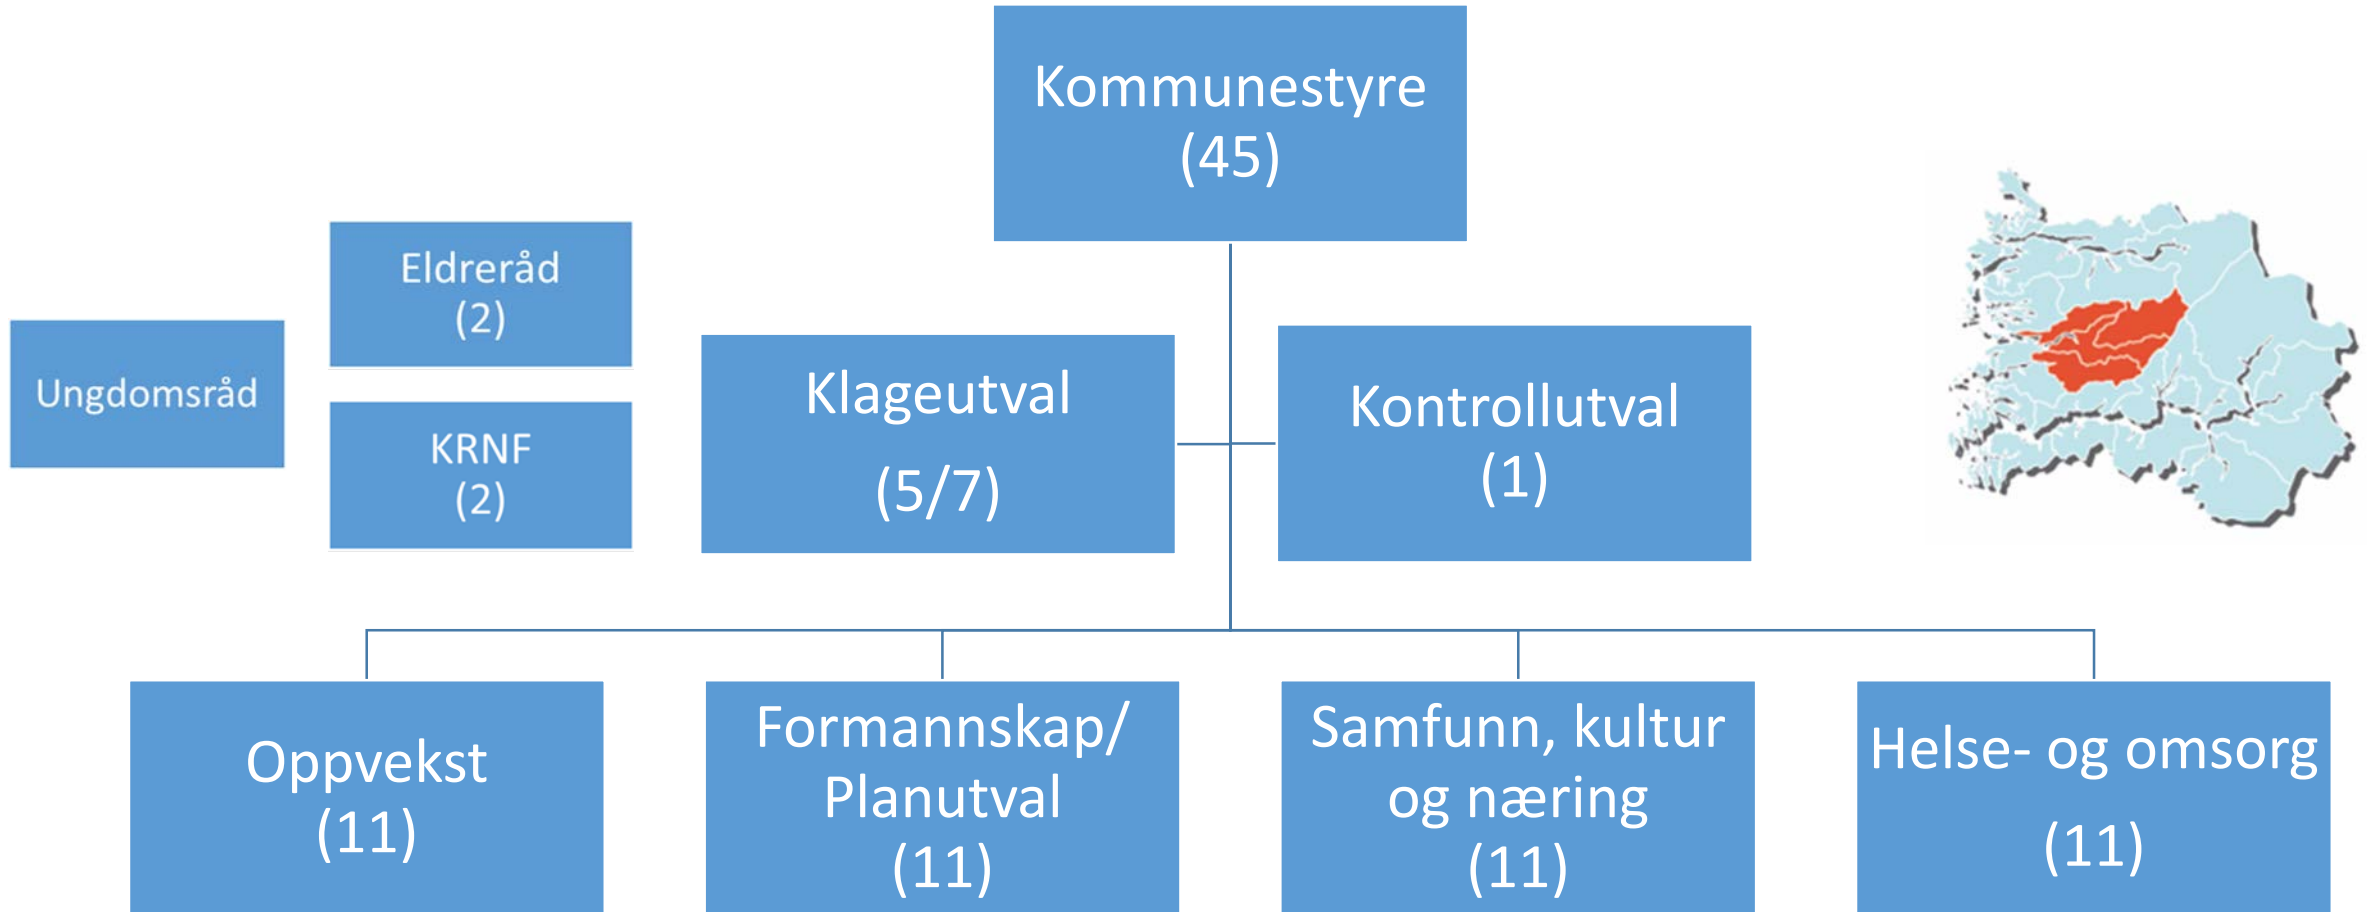 Kommunestyre
(45)
Eldreråd
(2)
Ungdomsråd
KRNF
(2)
Klageutval
(5/7)
Kontrollutval
(1)
Oppvekst
(11)
Formannskap/
Planutval
(11)
Samfunn, kultur
og næring
(11)
Helse- og omsorg
(11)